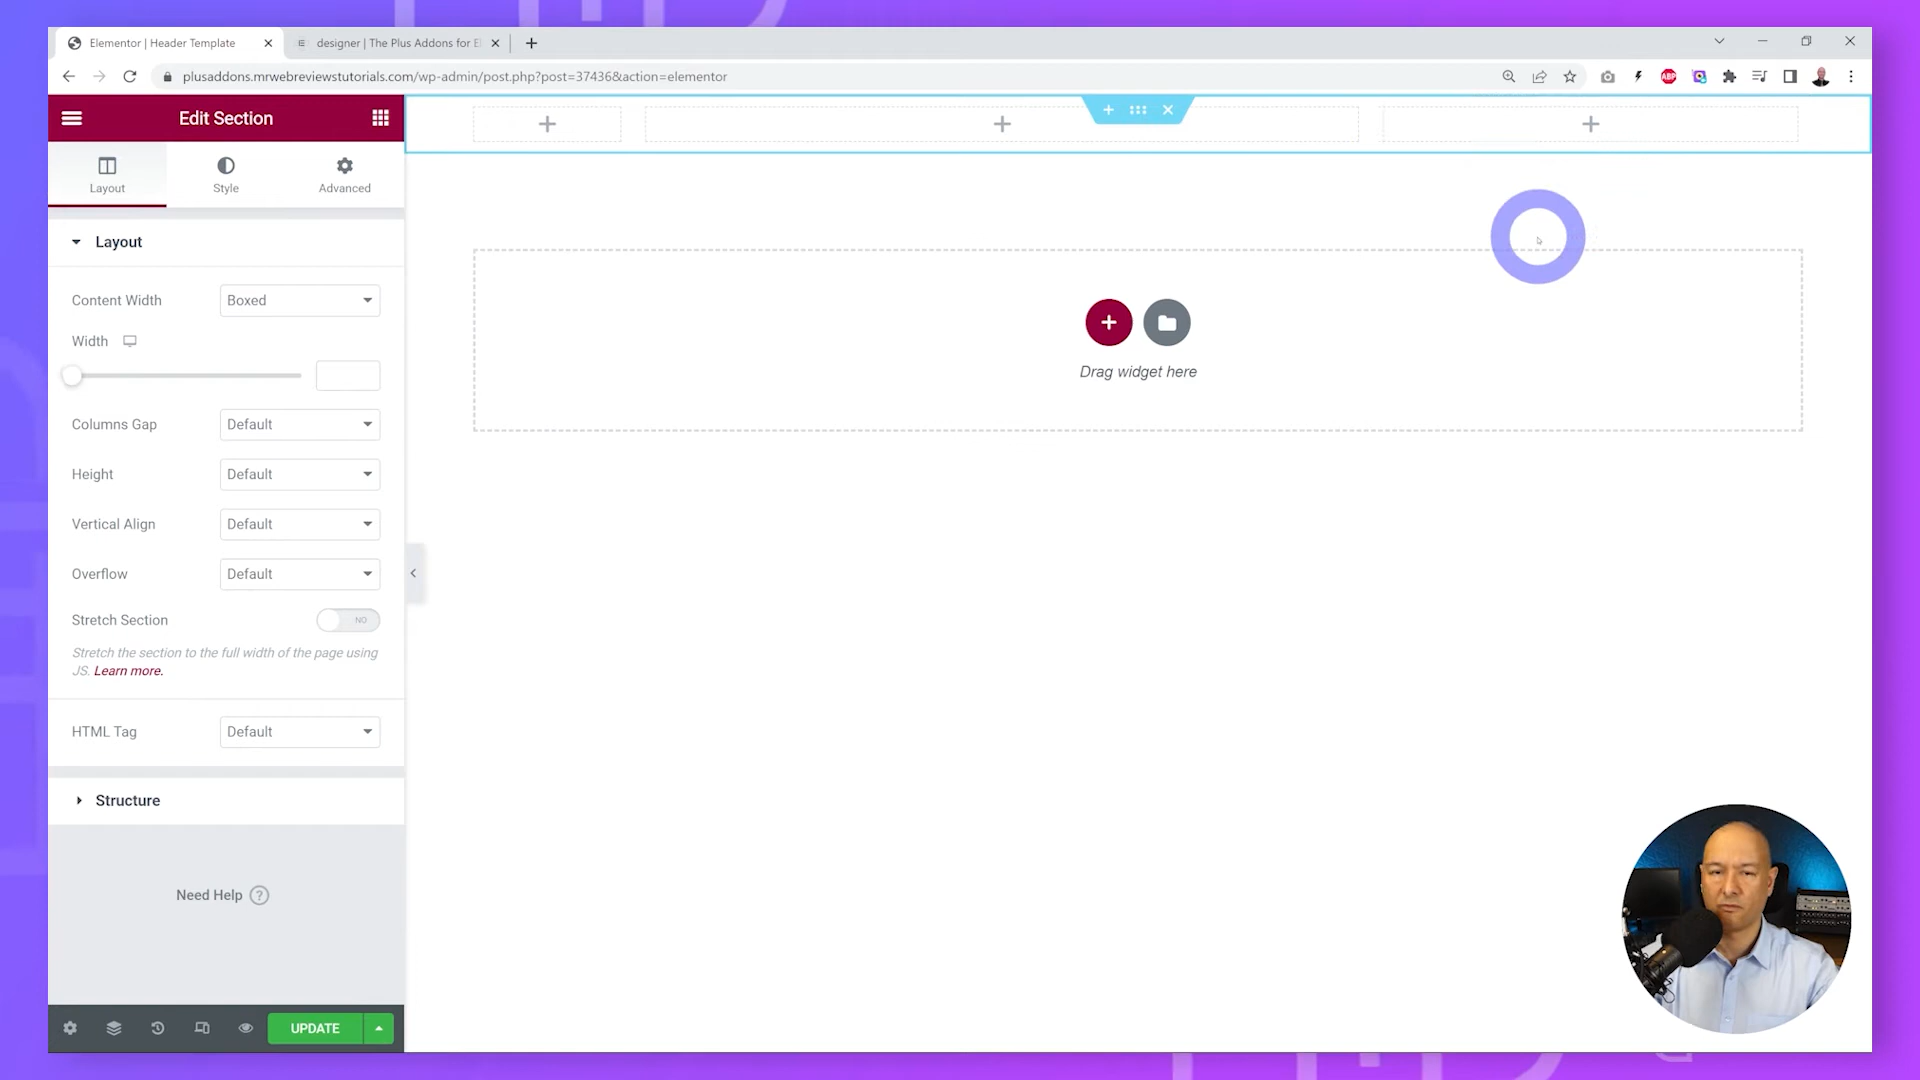 Elementor | Header Template
designer | The Plus Addons for El
plusaddons.mrwebreviewstutorials.com/wp-admin/post.php?post=37436&action=elementor
ABP
Edit Section
Layout
Style
Advanced
Layout
Content Width
Boxed
Width
Columns Gap
Default
Height
Default
Vertical Align
Default
Overflow
Default
Stretch Section
NO
Stretch the section to the full width of the page using
JS. Learn more.
HTML Tag
Default
Structure
Need Help ?
UPDATE
Drag widget here